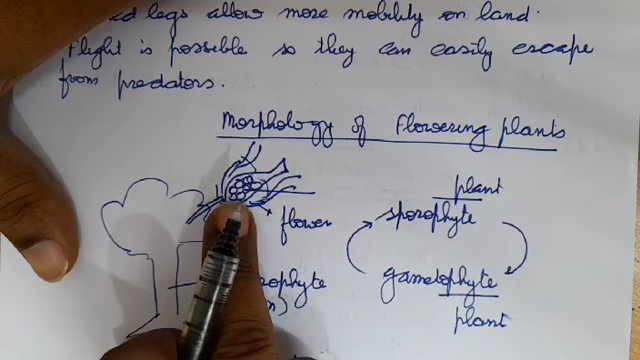 legs allow more mobility on land.
Flight is possible so they can easily escape
from predators.
Morphology of Flowering plants
plant
flower
sporophyte
gametophyte
plant